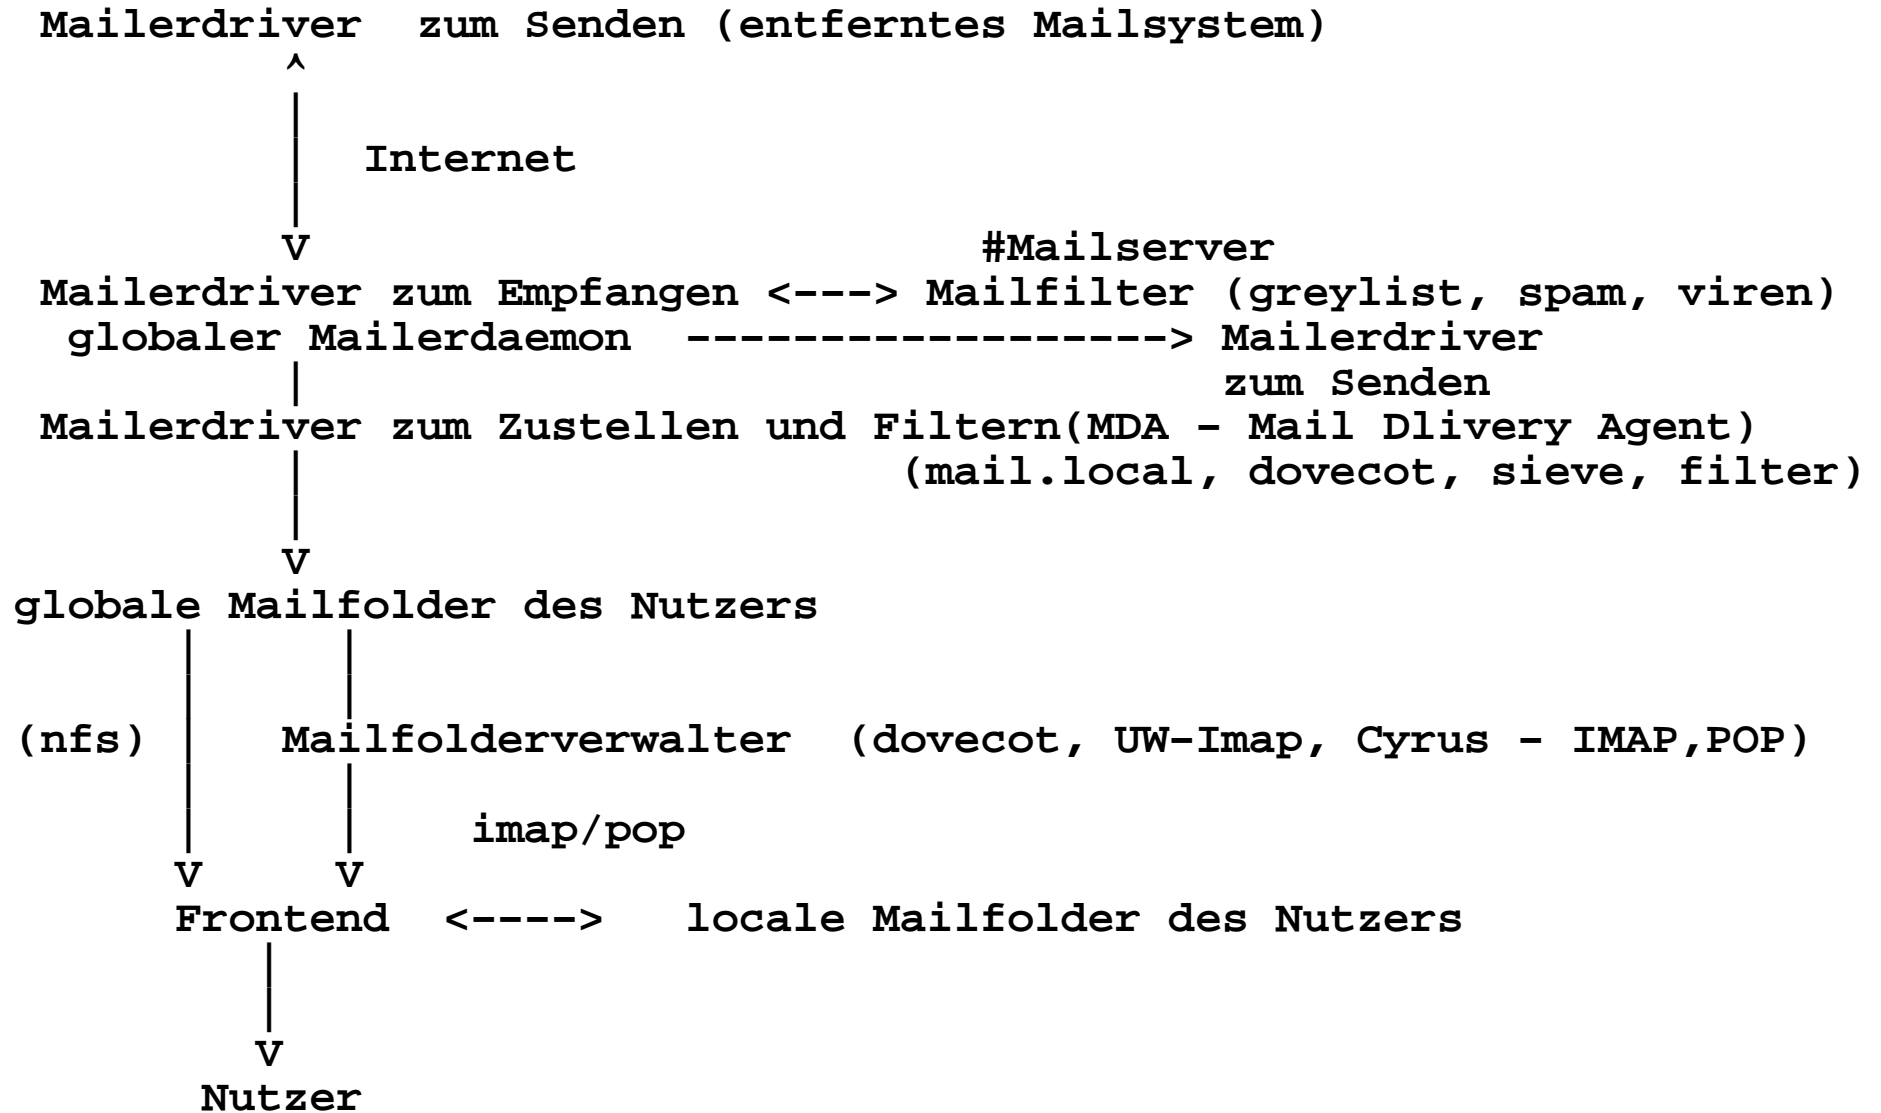 Mailerdriver zum Senden (entferntes Mailsystem)
^
|
| Internet
|
V #Mailserver
Mailerdriver zum Empfangen <---> Mailfilter (greylist, spam, viren)
globaler Mailerdaemon ------------------> Mailerdriver
| zum Senden
Mailerdriver zum Zustellen und Filtern(MDA - Mail Dlivery Agent)
| (mail.local, dovecot, sieve, filter)
|
V
globale Mailfolder des Nutzers
| |
| |
(nfs) | Mailfolderverwalter (dovecot, UW-Imap, Cyrus - IMAP,POP)
| |
| | imap/pop
V V
Frontend <----> locale Mailfolder des Nutzers
|
|
V
Nutzer